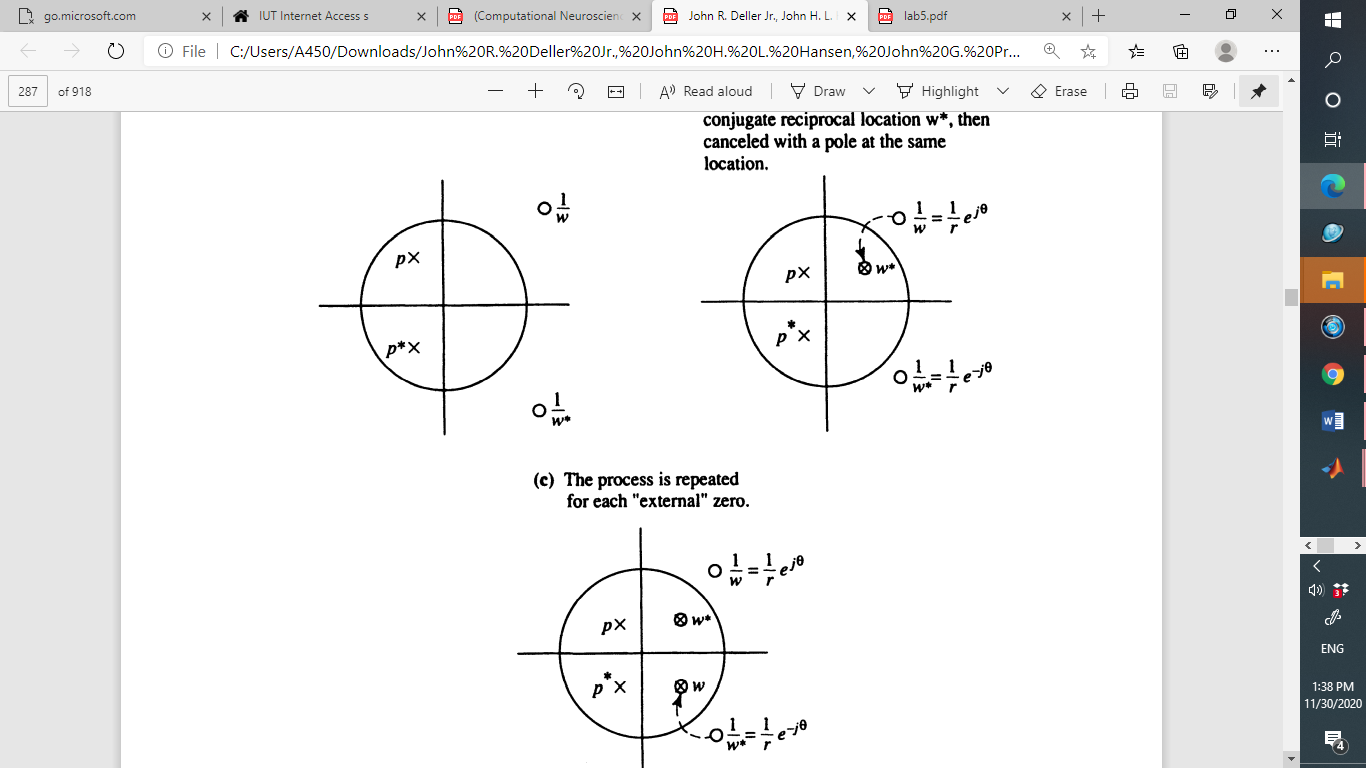 go.microsoft.com
IUT Internet Access s
(Computational Neuroscienc
John R. Deller Jr., John H. L.
lab5.pdf
File
C:/Users/A450/Downloads/John%20R.%20Deller%20Jr.,%20John%20H.%20L.%20Hansen,%20John%20G.%20Pr...
287 of 918
Read aloud
Draw
Highlight
Erase
conjugate reciprocal location w*, then
canceled with a pole at the same
location.
1/w
p×
p*×
1/w*
1/w = 1/r e^jθ
p×
w*
p*×
1/w* = 1/r e^-jθ
(c) The process is repeated
for each "external" zero.
1/w = 1/r e^jθ
p×
w*
p*×
w
1/w* = 1/r e^-jθ
3
ENG
1:38 PM
11/30/2020
4